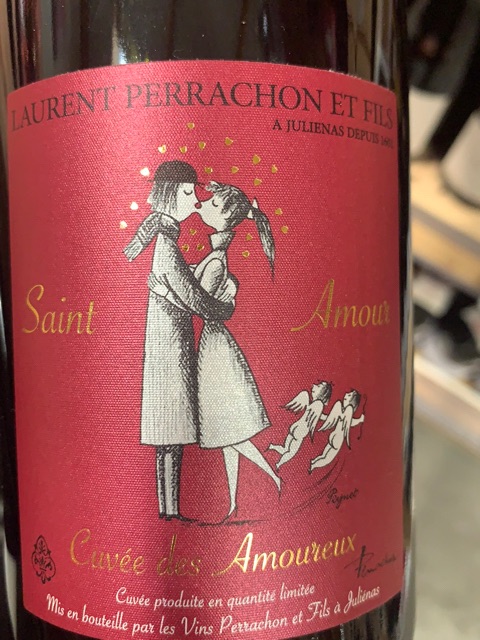 LAURENT PERRACHON ET FILS
A JULIENAS DEPUIS
Saint Amour
Peynet
Cuvée des Amoureux
Cuvée produite en quantité limitée
Mis en bouteille par les Vins Perrachon et Fils à Juliénas